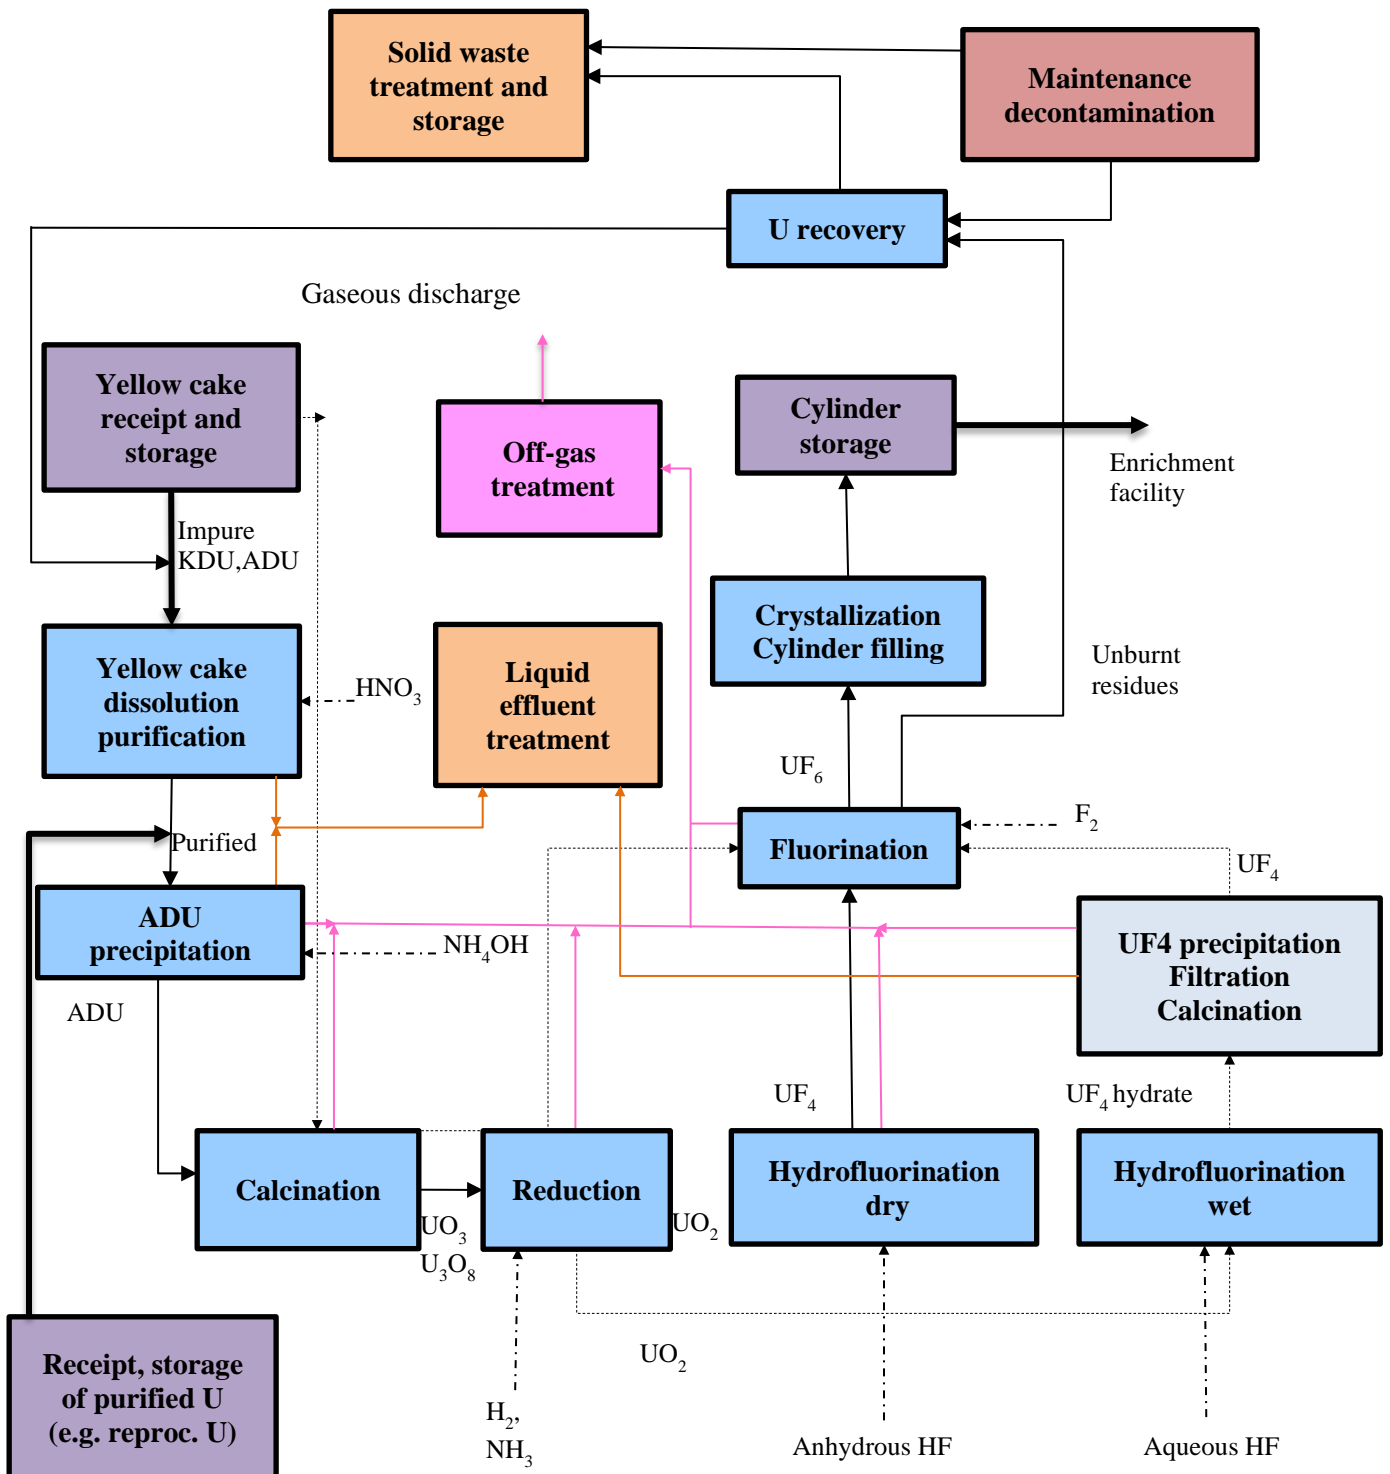 Solid waste
treatment and
storage
Maintenance
decontamination
U recovery
Gaseous discharge
Yellow cake
receipt and
storage
Off-gas
treatment
Cylinder
storage
Enrichment
facility
Impure
KDU,ADU
Crystallization
Cylinder filling
Yellow cake
dissolution
purification
HNO₃
Liquid
effluent
treatment
Unburnt
residues
UF₆
F₂
Purified
Fluorination
UF₄
ADU
precipitation
NH₄OH
UF4 precipitation
Filtration
Calcination
ADU
UF₄
UF₄ hydrate
Calcination
Reduction
Hydrofluorination
dry
Hydrofluorination
wet
UO₃
U₃O₈
UO₂
UO₂
Receipt, storage
of purified U
(e.g. reproc. U)
H₂,
NH₃
Anhydrous HF
Aqueous HF